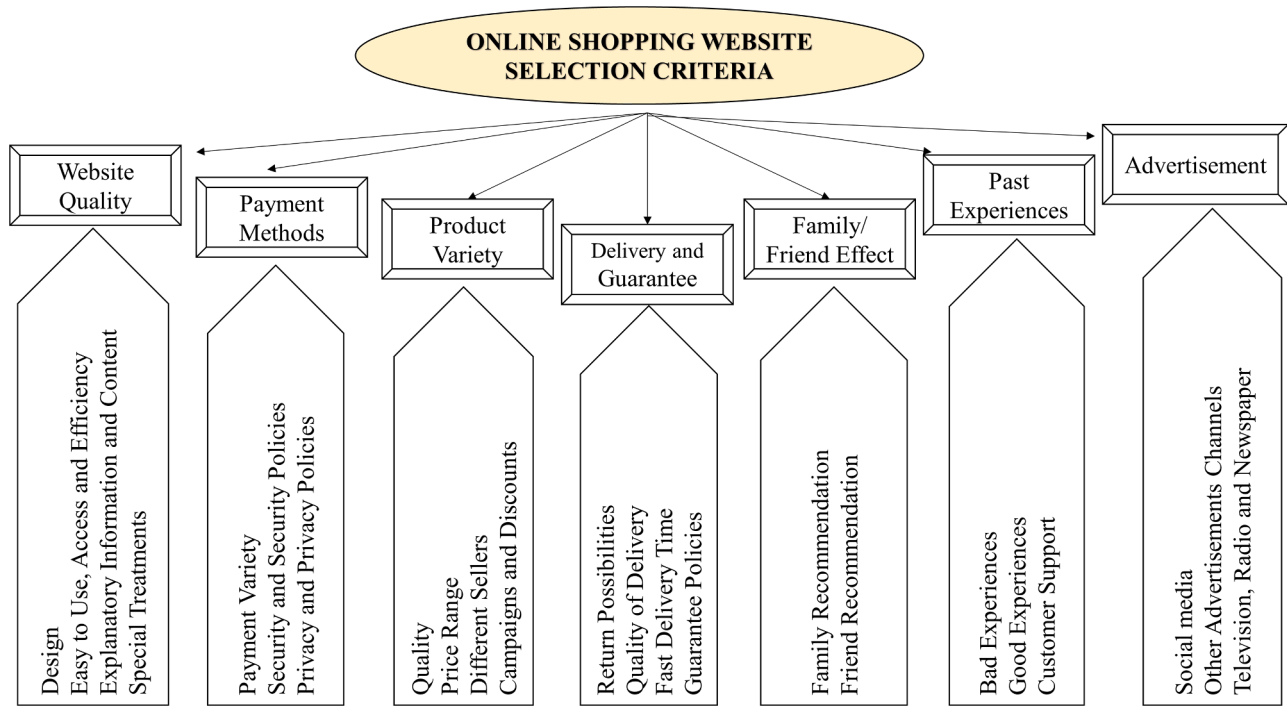 ONLINE SHOPPING WEBSITE
SELECTION CRITERIA
Website
Quality
Payment
Methods
Product
Variety
Delivery and
Guarantee
Family/
Friend Effect
Past
Experiences
Advertisement
Design
Easy to Use, Access and Efficiency
Explanatory Information and Content
Special Treatments
Payment Variety
Security and Security Policies
Privacy and Privacy Policies
Quality
Price Range
Different Sellers
Campaigns and Discounts
Return Possibilities
Quality of Delivery
Fast Delivery Time
Guarantee Policies
Family Recommendation
Friend Recommendation
Bad Experiences
Good Experiences
Customer Support
Social media
Other Advertisements Channels
Television, Radio and Newspaper